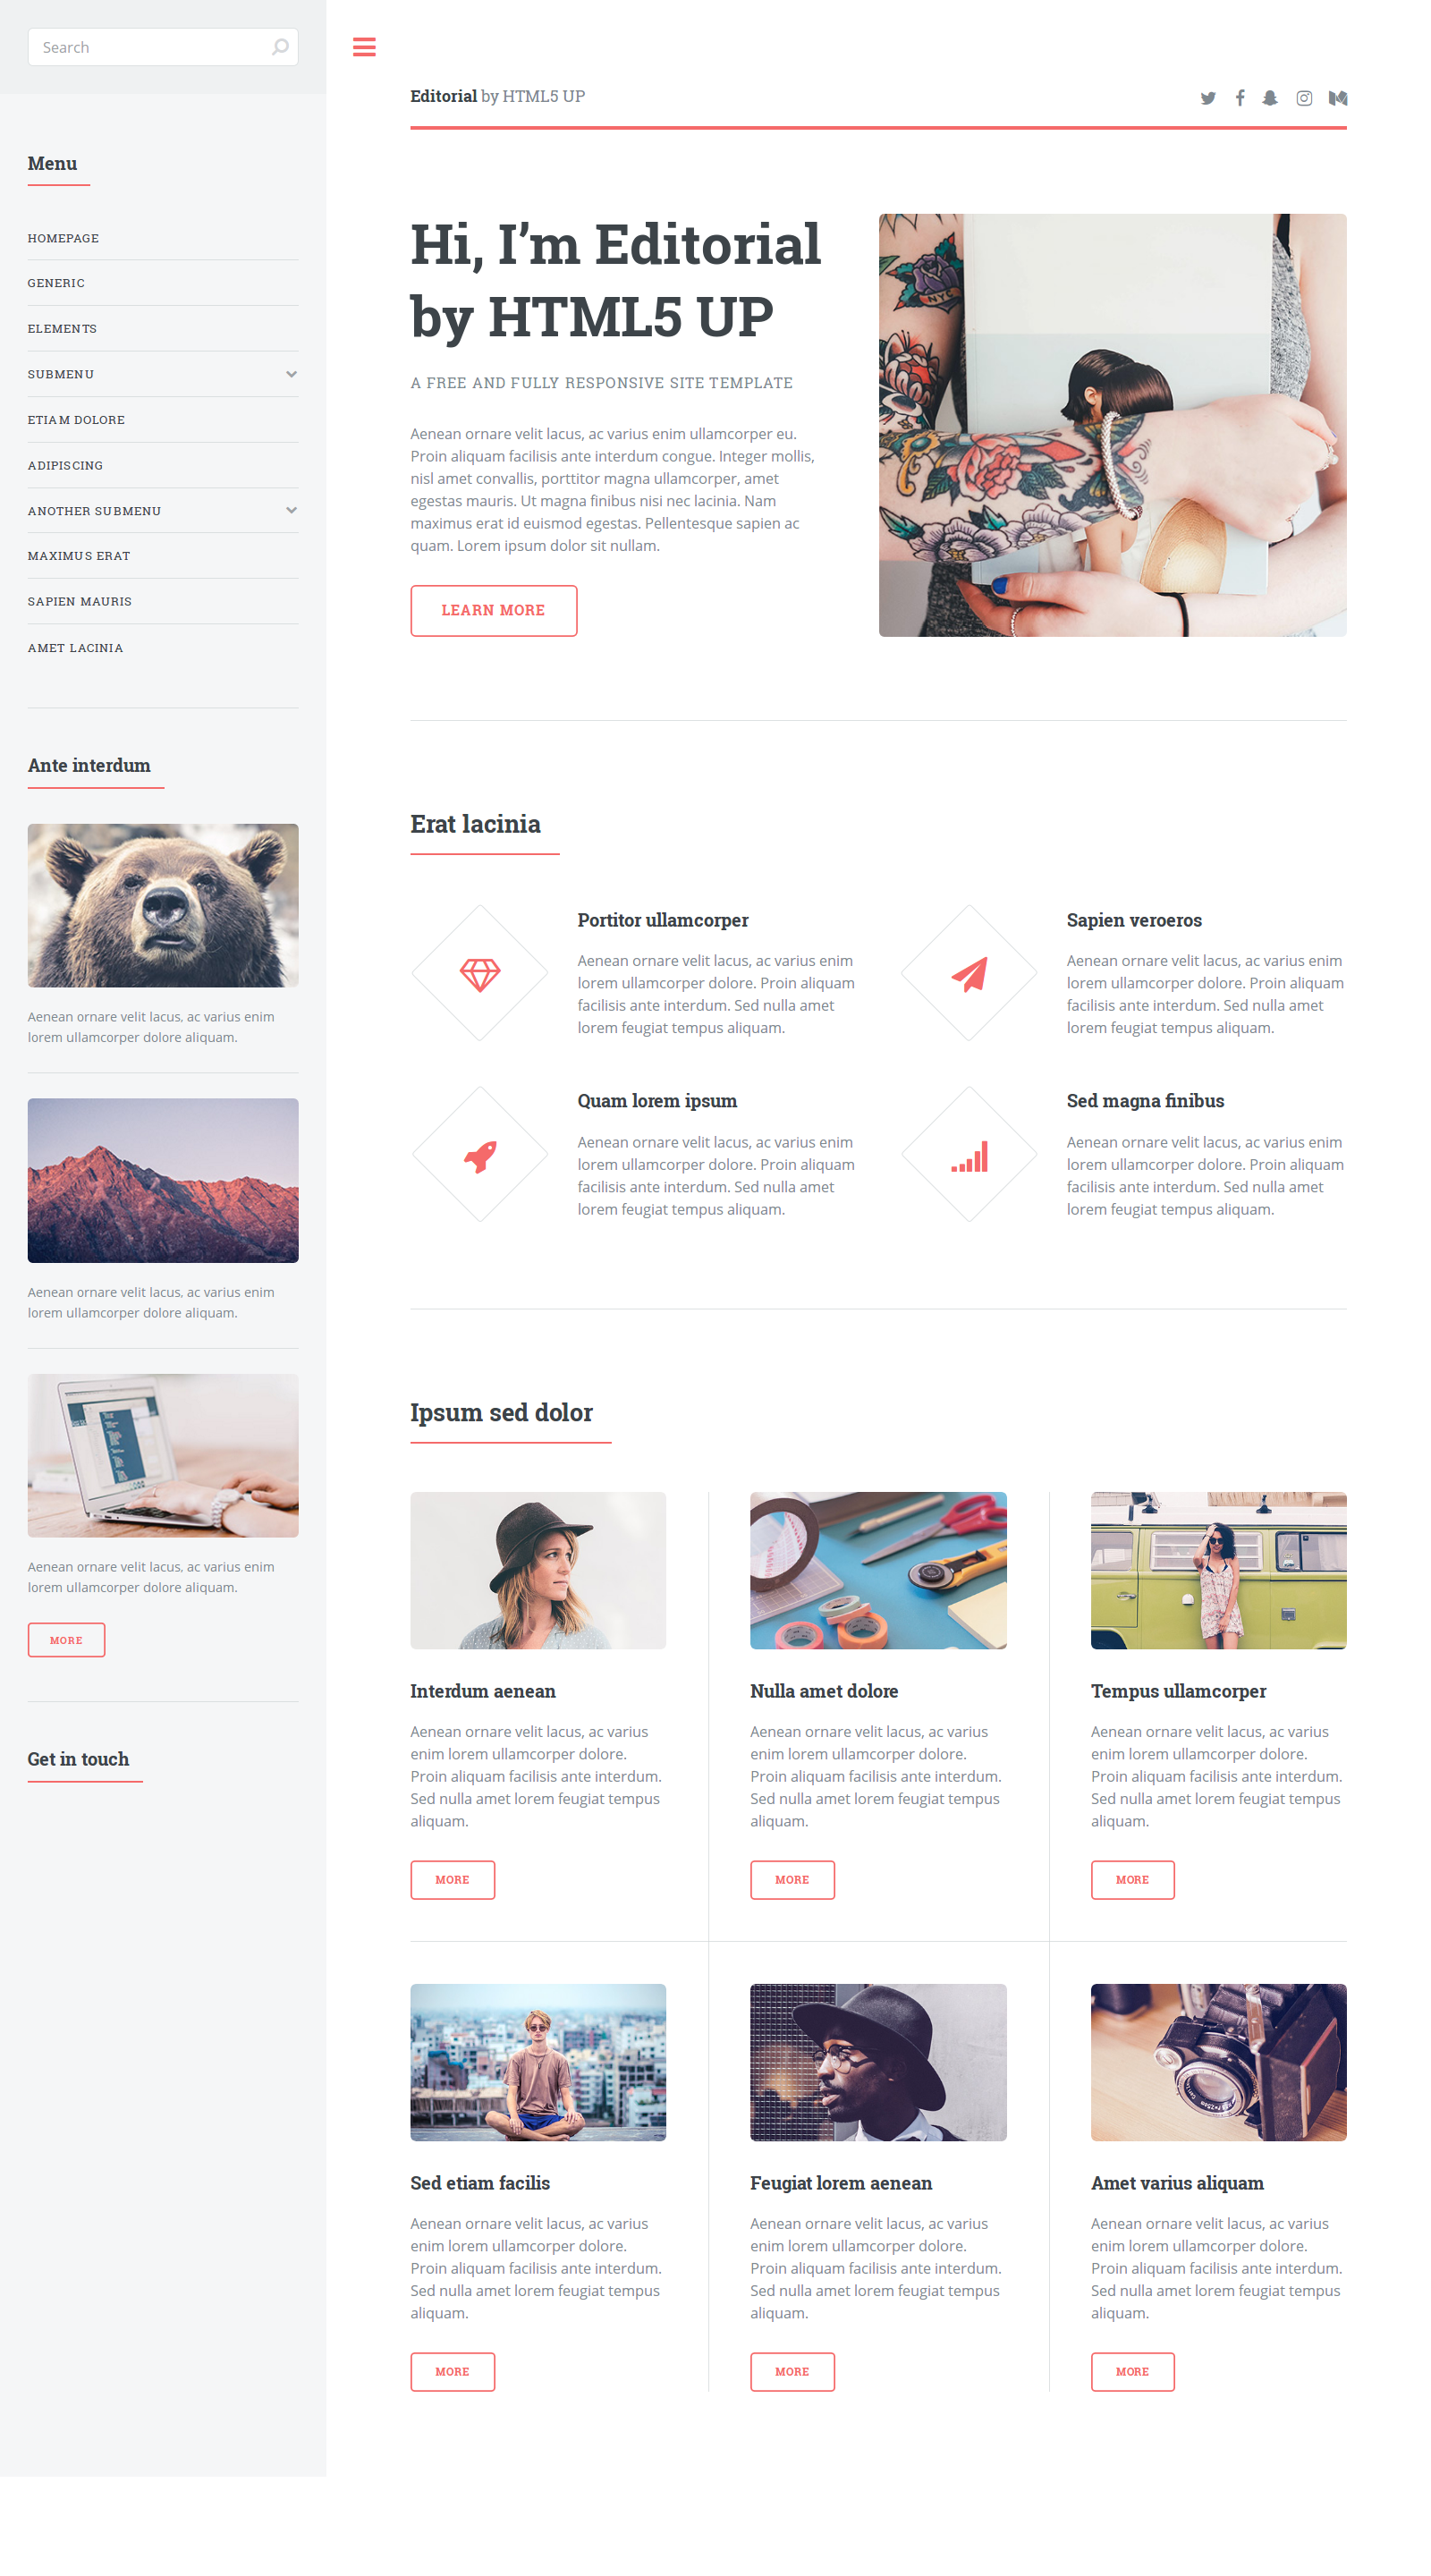 Search
Menu
HOMEPAGE
GENERIC
ELEMENTS
SUBMENU
ETIAM DOLORE
ADIPISCING
ANOTHER SUBMENU
MAXIMUS ERAT
SAPIEN MAURIS
AMET LACINIA
Ante interdum
Aenean ornare velit lacus, ac varius enim
lorem ullamcorper dolore aliquam.
Aenean ornare velit lacus, ac varius enim
lorem ullamcorper dolore aliquam.
Aenean ornare velit lacus, ac varius enim
lorem ullamcorper dolore aliquam.
MORE
Get in touch
Editorial by HTML5 UP
Hi, I’m Editorial
by HTML5 UP
A FREE AND FULLY RESPONSIVE SITE TEMPLATE
Aenean ornare velit lacus, ac varius enim ullamcorper eu.
Proin aliquam facilisis ante interdum congue. Integer mollis,
nisl amet convallis, porttitor magna ullamcorper, amet
egestas mauris. Ut magna finibus nisi nec lacinia. Nam
maximus erat id euismod egestas. Pellentesque sapien ac
quam. Lorem ipsum dolor sit nullam.
LEARN MORE
NYC
Erat lacinia
Portitor ullamcorper
Aenean ornare velit lacus, ac varius enim
lorem ullamcorper dolore. Proin aliquam
facilisis ante interdum. Sed nulla amet
lorem feugiat tempus aliquam.
Sapien veroeros
Aenean ornare velit lacus, ac varius enim
lorem ullamcorper dolore. Proin aliquam
facilisis ante interdum. Sed nulla amet
lorem feugiat tempus aliquam.
Quam lorem ipsum
Aenean ornare velit lacus, ac varius enim
lorem ullamcorper dolore. Proin aliquam
facilisis ante interdum. Sed nulla amet
lorem feugiat tempus aliquam.
Sed magna finibus
Aenean ornare velit lacus, ac varius enim
lorem ullamcorper dolore. Proin aliquam
facilisis ante interdum. Sed nulla amet
lorem feugiat tempus aliquam.
Ipsum sed dolor
Interdum aenean
Aenean ornare velit lacus, ac varius
enim lorem ullamcorper dolore.
Proin aliquam facilisis ante interdum.
Sed nulla amet lorem feugiat tempus
aliquam.
MORE
Nulla amet dolore
Aenean ornare velit lacus, ac varius
enim lorem ullamcorper dolore.
Proin aliquam facilisis ante interdum.
Sed nulla amet lorem feugiat tempus
aliquam.
MORE
Tempus ullamcorper
Aenean ornare velit lacus, ac varius
enim lorem ullamcorper dolore.
Proin aliquam facilisis ante interdum.
Sed nulla amet lorem feugiat tempus
aliquam.
MORE
Sed etiam facilis
Aenean ornare velit lacus, ac varius
enim lorem ullamcorper dolore.
Proin aliquam facilisis ante interdum.
Sed nulla amet lorem feugiat tempus
aliquam.
MORE
Feugiat lorem aenean
Aenean ornare velit lacus, ac varius
enim lorem ullamcorper dolore.
Proin aliquam facilisis ante interdum.
Sed nulla amet lorem feugiat tempus
aliquam.
MORE
Amet varius aliquam
Aenean ornare velit lacus, ac varius
enim lorem ullamcorper dolore.
Proin aliquam facilisis ante interdum.
Sed nulla amet lorem feugiat tempus
aliquam.
MORE